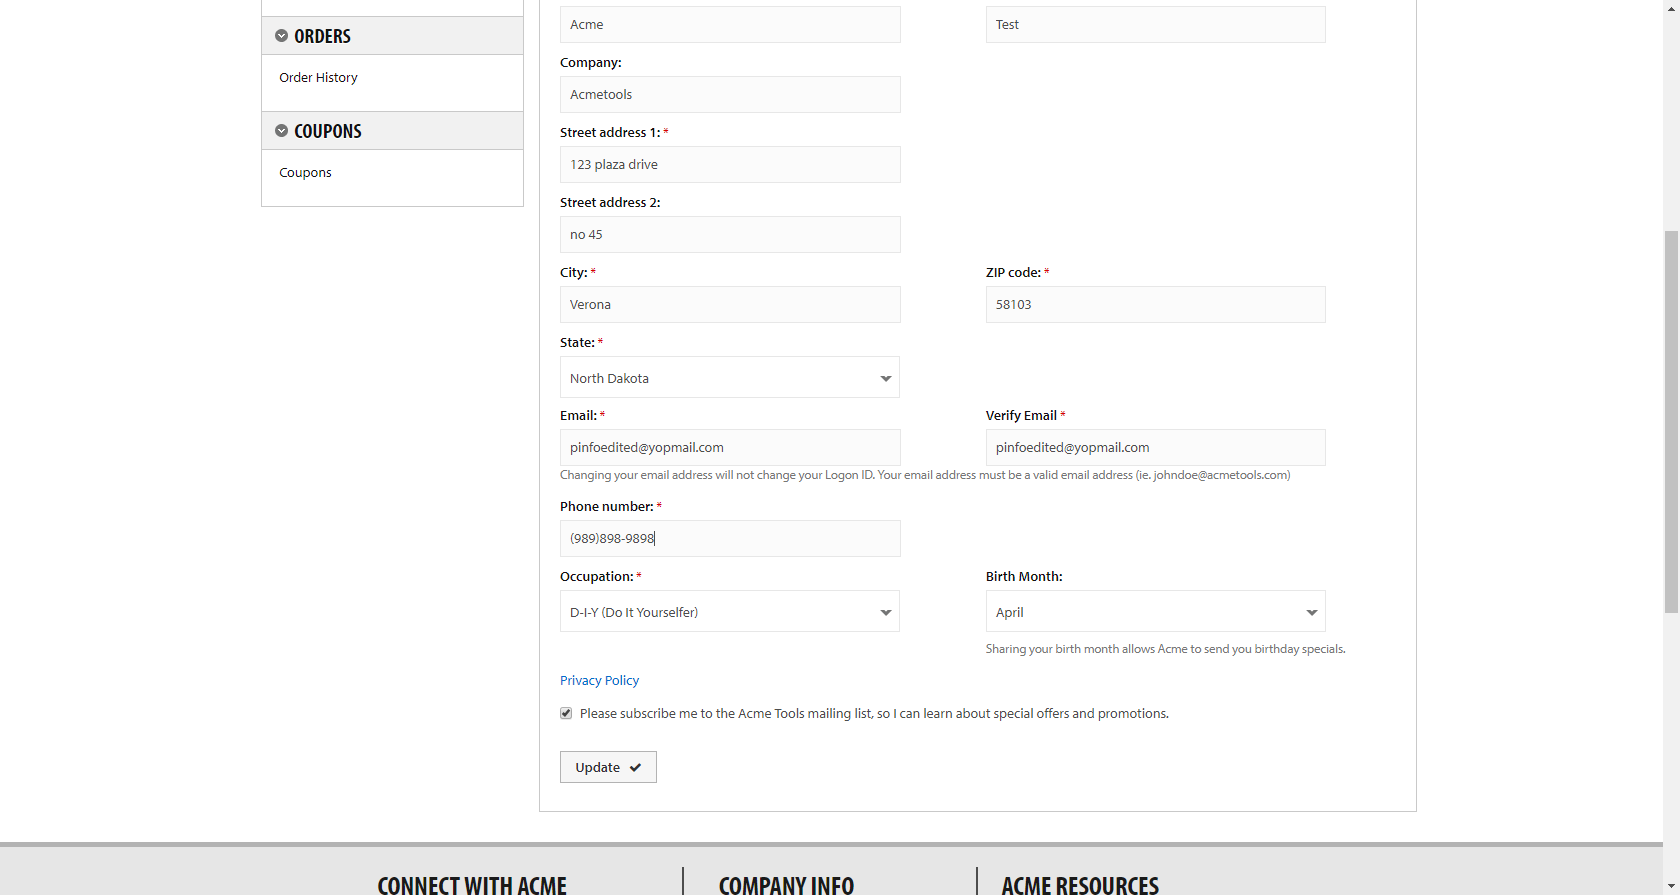 ORDERS
Order History
COUPONS
Coupons
Acme
Test
Company:
Acmetools
Street address 1: *
123 plaza drive
Street address 2:
no 45
City: *
ZIP code: *
Verona
58103
State: *
North Dakota
Email: *
Verify Email *
pinfoedited@yopmail.com
pinfoedited@yopmail.com
Changing your email address will not change your Logon ID. Your email address must be a valid email address (ie. johndoe@acmetools.com)
Phone number: *
(989)898-9898
Occupation: *
Birth Month:
D-I-Y (Do It Yourselfer)
April
Sharing your birth month allows Acme to send you birthday specials.
Privacy Policy
Please subscribe me to the Acme Tools mailing list, so I can learn about special offers and promotions.
Update
CONNECT WITH ACME
COMPANY INFO
ACME RESOURCES